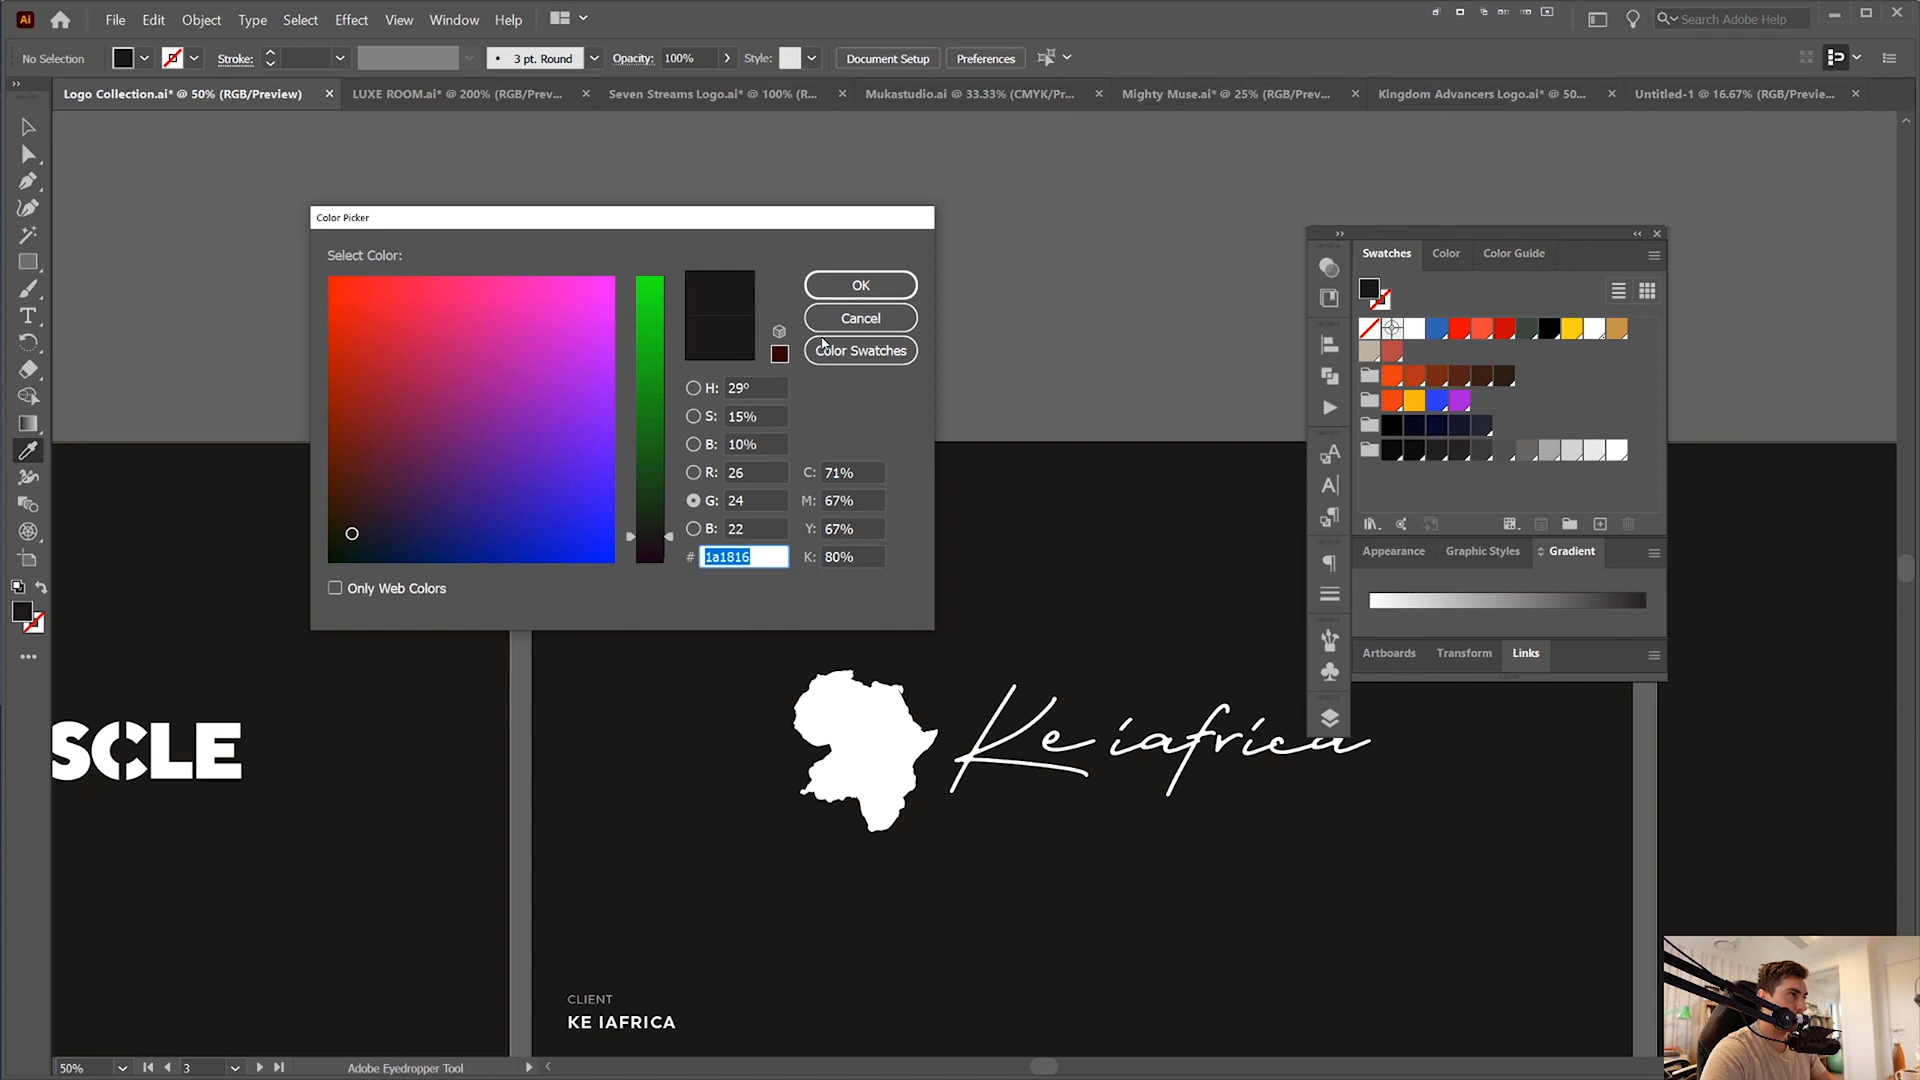 Ai File Edit Object Type Select Effect View Window Help Search Adobe Help
No Selection Stroke: 3 pt. Round Opacity: 100% Style: Document Setup Preferences
Logo Collection.ai* @ 50% (RGB/Preview) LUXE ROOM.ai* @ 200% (RGB/Prev... Seven Streams Logo.ai* @ 100% (R... Mukastudio.ai @ 33.33% (CMYK/Pr... Mighty Muse.ai* @ 25% (RGB/Prev... Kingdom Advancers Logo.ai* @ 50... Untitled-1 @ 16.67% (RGB/Previe...
Color Picker
Select Color:
OK
Cancel
Color Swatches
H: 29º
S: 15%
B: 10%
R: 26 C: 71%
G: 24 M: 67%
B: 22 Y: 67%
# 1a1816 K: 80%
Only Web Colors
Swatches Color Color Guide
Appearance Graphic Styles Gradient
Artboards Transform Links
SCLE
Ke iafrica
CLIENT
KE IAFRICA
50% 3 Adobe Eyedropper Tool